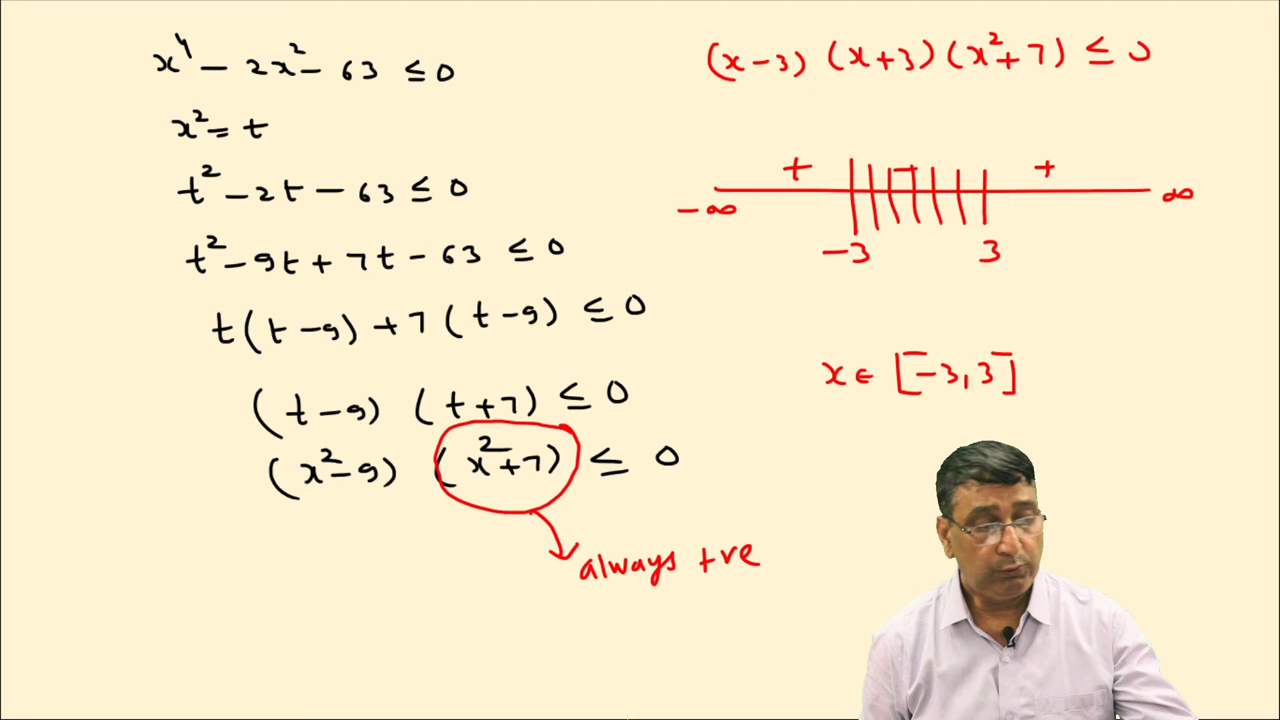 x⁴ - 2x² - 63 ≤ 0
x² = t
t² - 2t - 63 ≤ 0
t² - 9t + 7t - 63 ≤ 0
t(t-9) + 7(t-9) ≤ 0
(t-9) (t+7) ≤ 0
(x²-9) (x²+7) ≤ 0
always +ve
(x-3) (x+3) (x²+7) ≤ 0
+ - +
-∞ -3 3 ∞
x ∈ [-3,3]